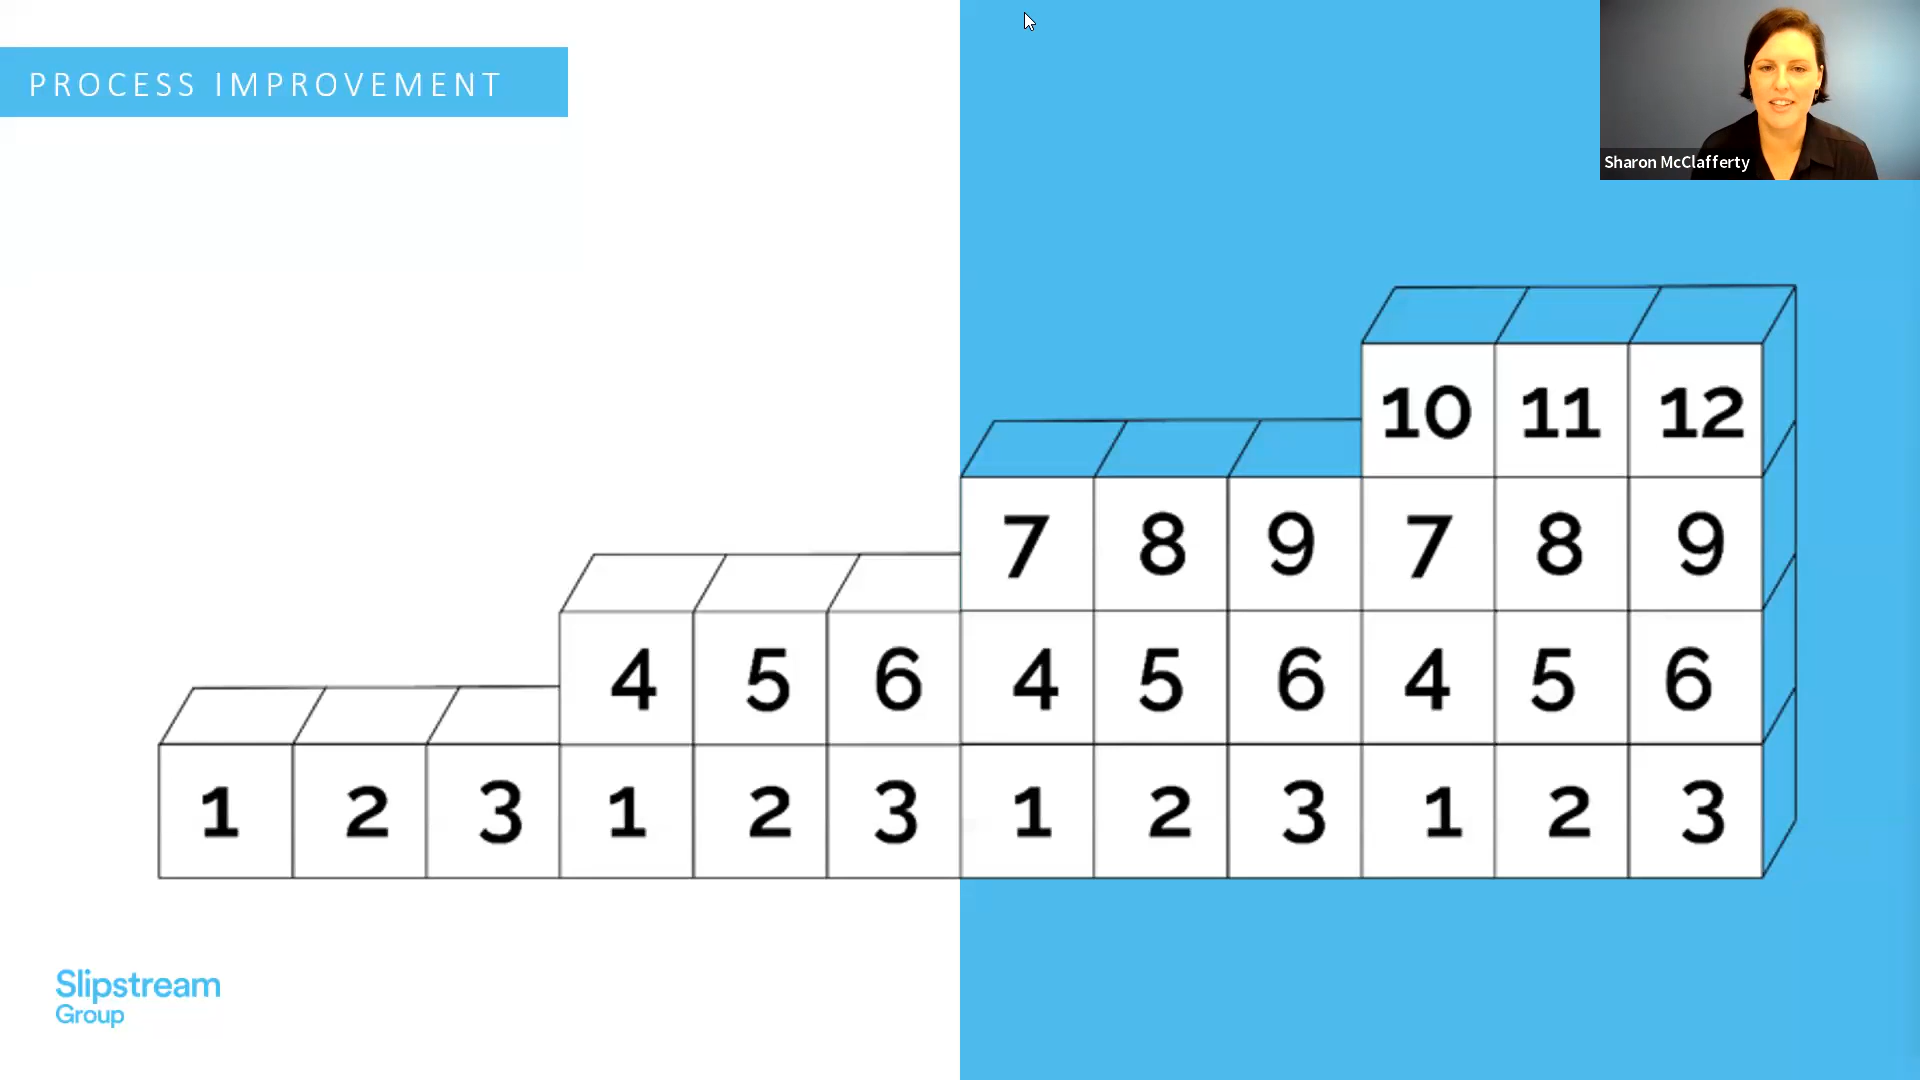 PROCESS IMPROVEMENT
Sharon McClafferty
10 11 12
7 8 9 7 8 9
4 5 6 4 5 6 4 5 6
1 2 3 1 2 3 1 2 3 1 2 3
Slipstream
Group